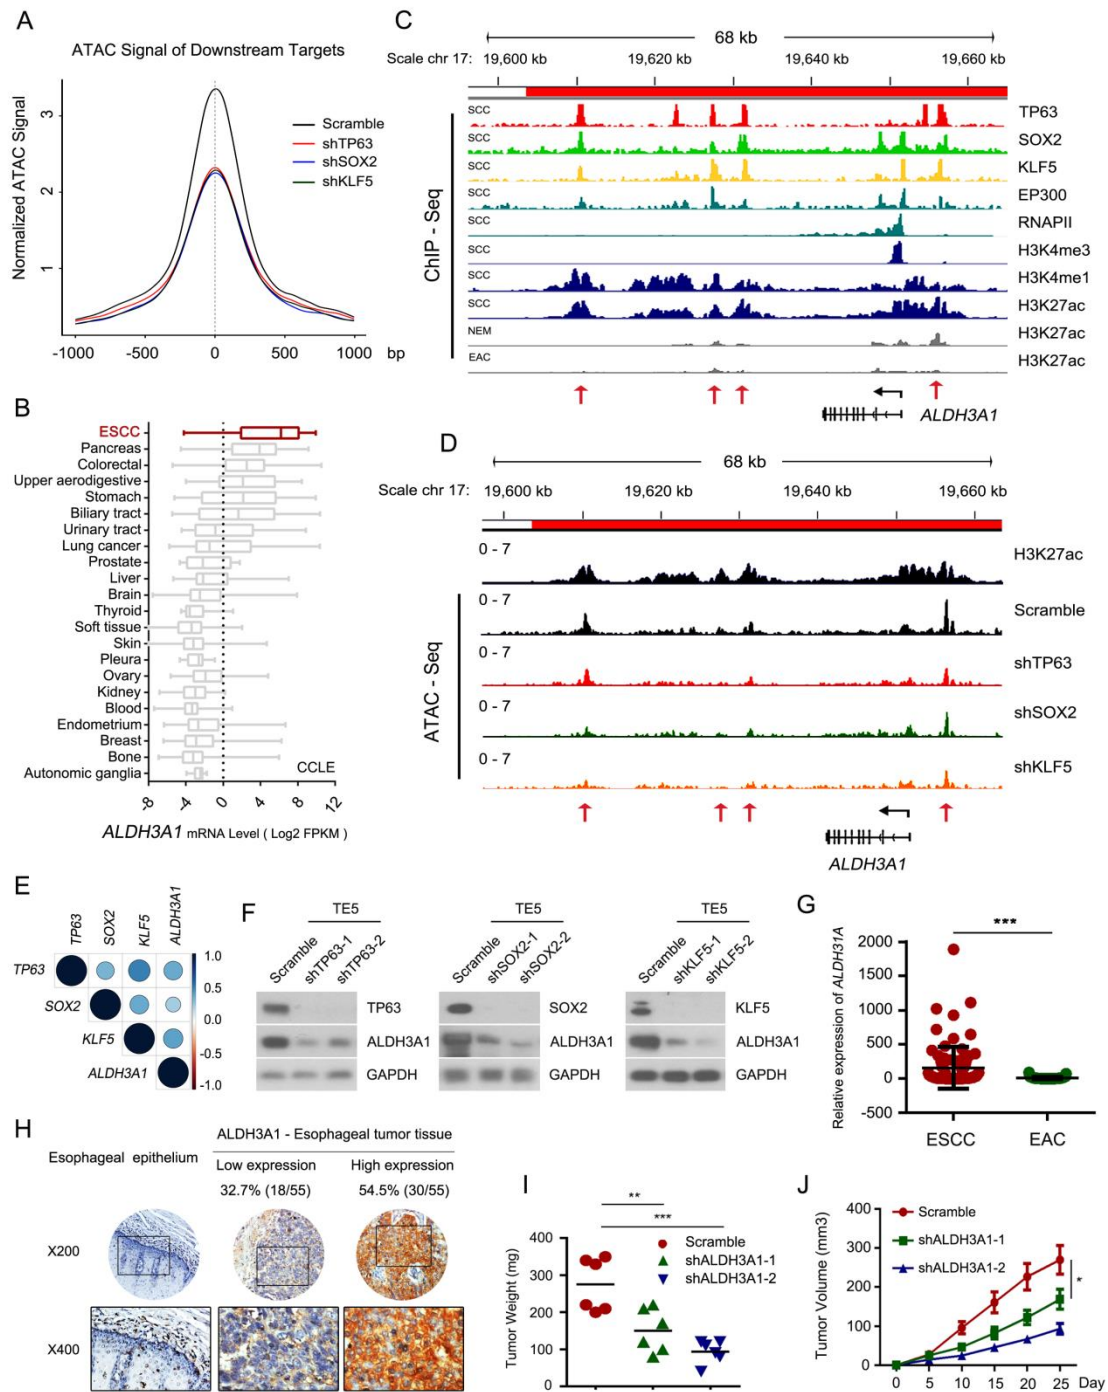 A
ATAC Signal of Downstream Targets
Normalized ATAC Signal
3
2
1
Scramble
shTP63
shSOX2
shKLF5
-1000
-500
0
500
1000
bp
B
ESCC
Pancreas
Colorectal
Upper aerodigestive
Stomach
Biliary tract
Urinary tract
Lung cancer
Prostate
Liver
Brain
Thyroid
Soft tissue
Skin
Pleura
Ovary
Kidney
Blood
Endometrium
Breast
Bone
Autonomic ganglia
CCLE
-8
-4
0
4
8
12
ALDH3A1 mRNA Level ( Log2 FPKM )
C
68 kb
Scale chr 17:
19,600 kb
19,620 kb
19,640 kb
19,660 kb
ChIP - Seq
SCC
TP63
SCC
SOX2
SCC
KLF5
SCC
EP300
SCC
RNAPII
SCC
H3K4me3
SCC
H3K4me1
SCC
H3K27ac
NEM
H3K27ac
EAC
H3K27ac
ALDH3A1
D
68 kb
Scale chr 17:
19,600 kb
19,620 kb
19,640 kb
19,660 kb
0 - 7
H3K27ac
ATAC - Seq
0 - 7
Scramble
0 - 7
shTP63
0 - 7
shSOX2
0 - 7
shKLF5
ALDH3A1
E
TP63
SOX2
KLF5
ALDH3A1
TP63
SOX2
KLF5
ALDH3A1
1.0
0.5
0.0
-0.5
-1.0
F
TE5
Scramble
shTP63-1
shTP63-2
TP63
ALDH3A1
GAPDH
TE5
Scramble
shSOX2-1
shSOX2-2
SOX2
ALDH3A1
GAPDH
TE5
Scramble
shKLF5-1
shKLF5-2
KLF5
ALDH3A1
GAPDH
G
***
Relative expression of ALDH31A
2000
1500
1000
500
0
-500
ESCC
EAC
H
ALDH3A1 - Esophageal tumor tissue
Esophageal epithelium
Low expression
32.7% (18/55)
High expression
54.5% (30/55)
X200
X400
I
**
***
Tumor Weight (mg)
400
300
200
100
0
Scramble
shALDH3A1-1
shALDH3A1-2
J
Scramble
shALDH3A1-1
shALDH3A1-2
*
Tumor Volume (mm3)
400
300
200
100
0
0
5
10
15
20
25
Day